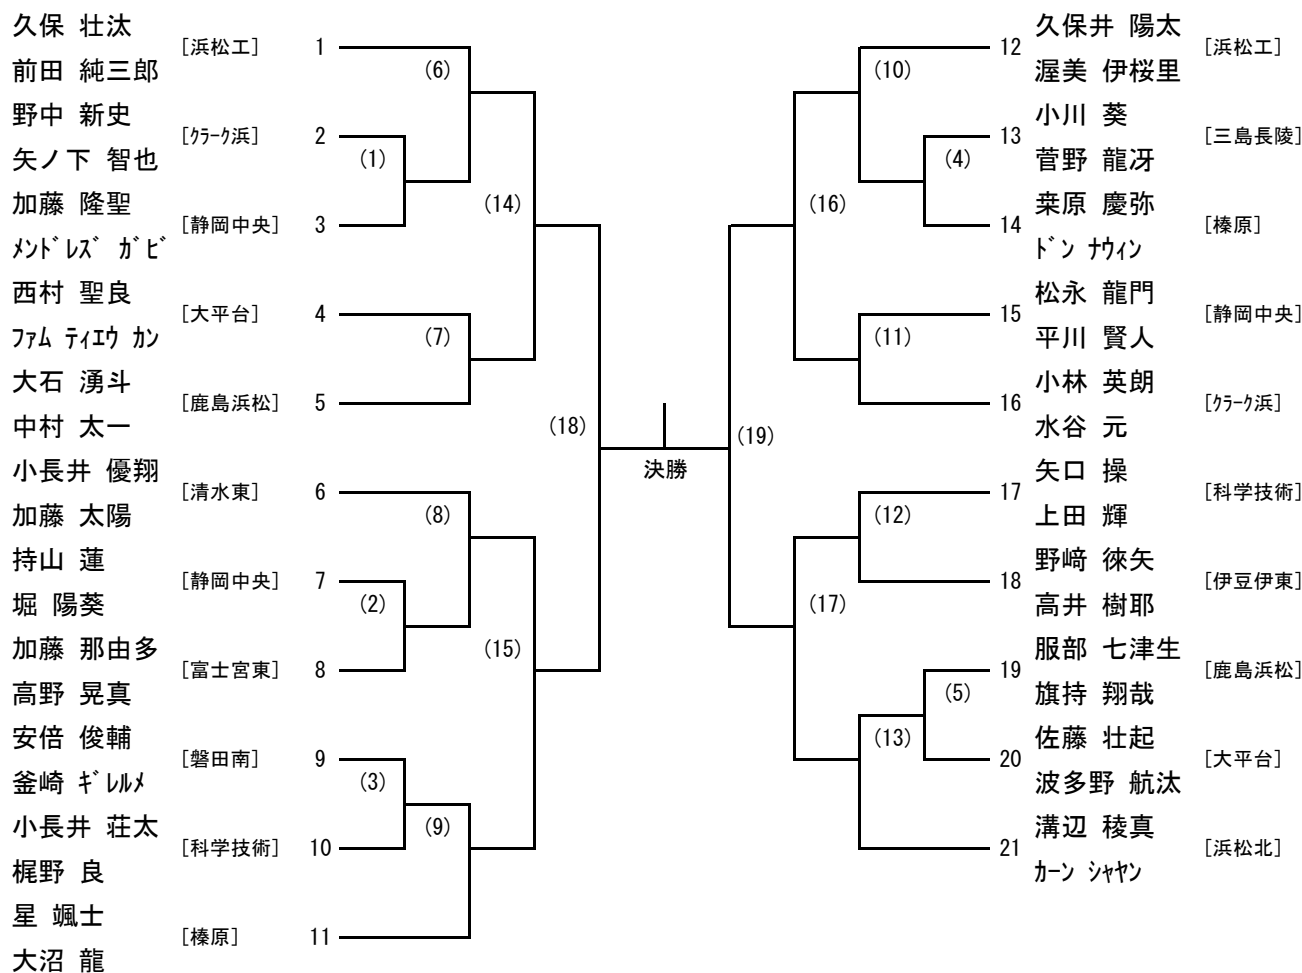 久保 壮汰
[浜松工] 1
前田 純三郎
野中 新史
[ｸﾗｰｸ浜] 2
矢ノ下 智也
加藤 隆聖
[静岡中央] 3
ﾒﾝﾄﾞﾚｽﾞ ｶﾞﾋﾞ
西村 聖良
[大平台] 4
ﾌｧﾑ ﾃｨｴｳ ｶﾝ
大石 湧斗
[鹿島浜松] 5
中村 太一
小長井 優翔
[清水東] 6
加藤 太陽
持山 蓮
[静岡中央] 7
堀 陽葵
加藤 那由多
[富士宮東] 8
高野 晃真
安倍 俊輔
[磐田南] 9
釜崎 ｷﾞﾚﾙﾒ
小長井 荘太
[科学技術] 10
梶野 良
星 颯士
[榛原] 11
大沼 龍
(6)
(1)
(14)
(7)
(18)
(8)
(2)
(15)
(3)
(9)
決勝
(10)
(4)
(16)
(11)
(19)
(12)
(17)
(5)
(13)
久保井 陽太
12 [浜松工]
渥美 伊桜里
小川 葵
13 [三島長陵]
菅野 龍冴
桒原 慶弥
14 [榛原]
ﾄﾞﾝ ﾅｳｨﾝ
松永 龍門
15 [静岡中央]
平川 賢人
小林 英朗
16 [ｸﾗｰｸ浜]
水谷 元
矢口 操
17 [科学技術]
上田 輝
野﨑 徠矢
18 [伊豆伊東]
高井 樹耶
服部 七津生
19 [鹿島浜松]
旗持 翔哉
佐藤 壮起
20 [大平台]
波多野 航汰
溝辺 稜真
21 [浜松北]
ｶｰﾝ ｼｬﾔﾝ